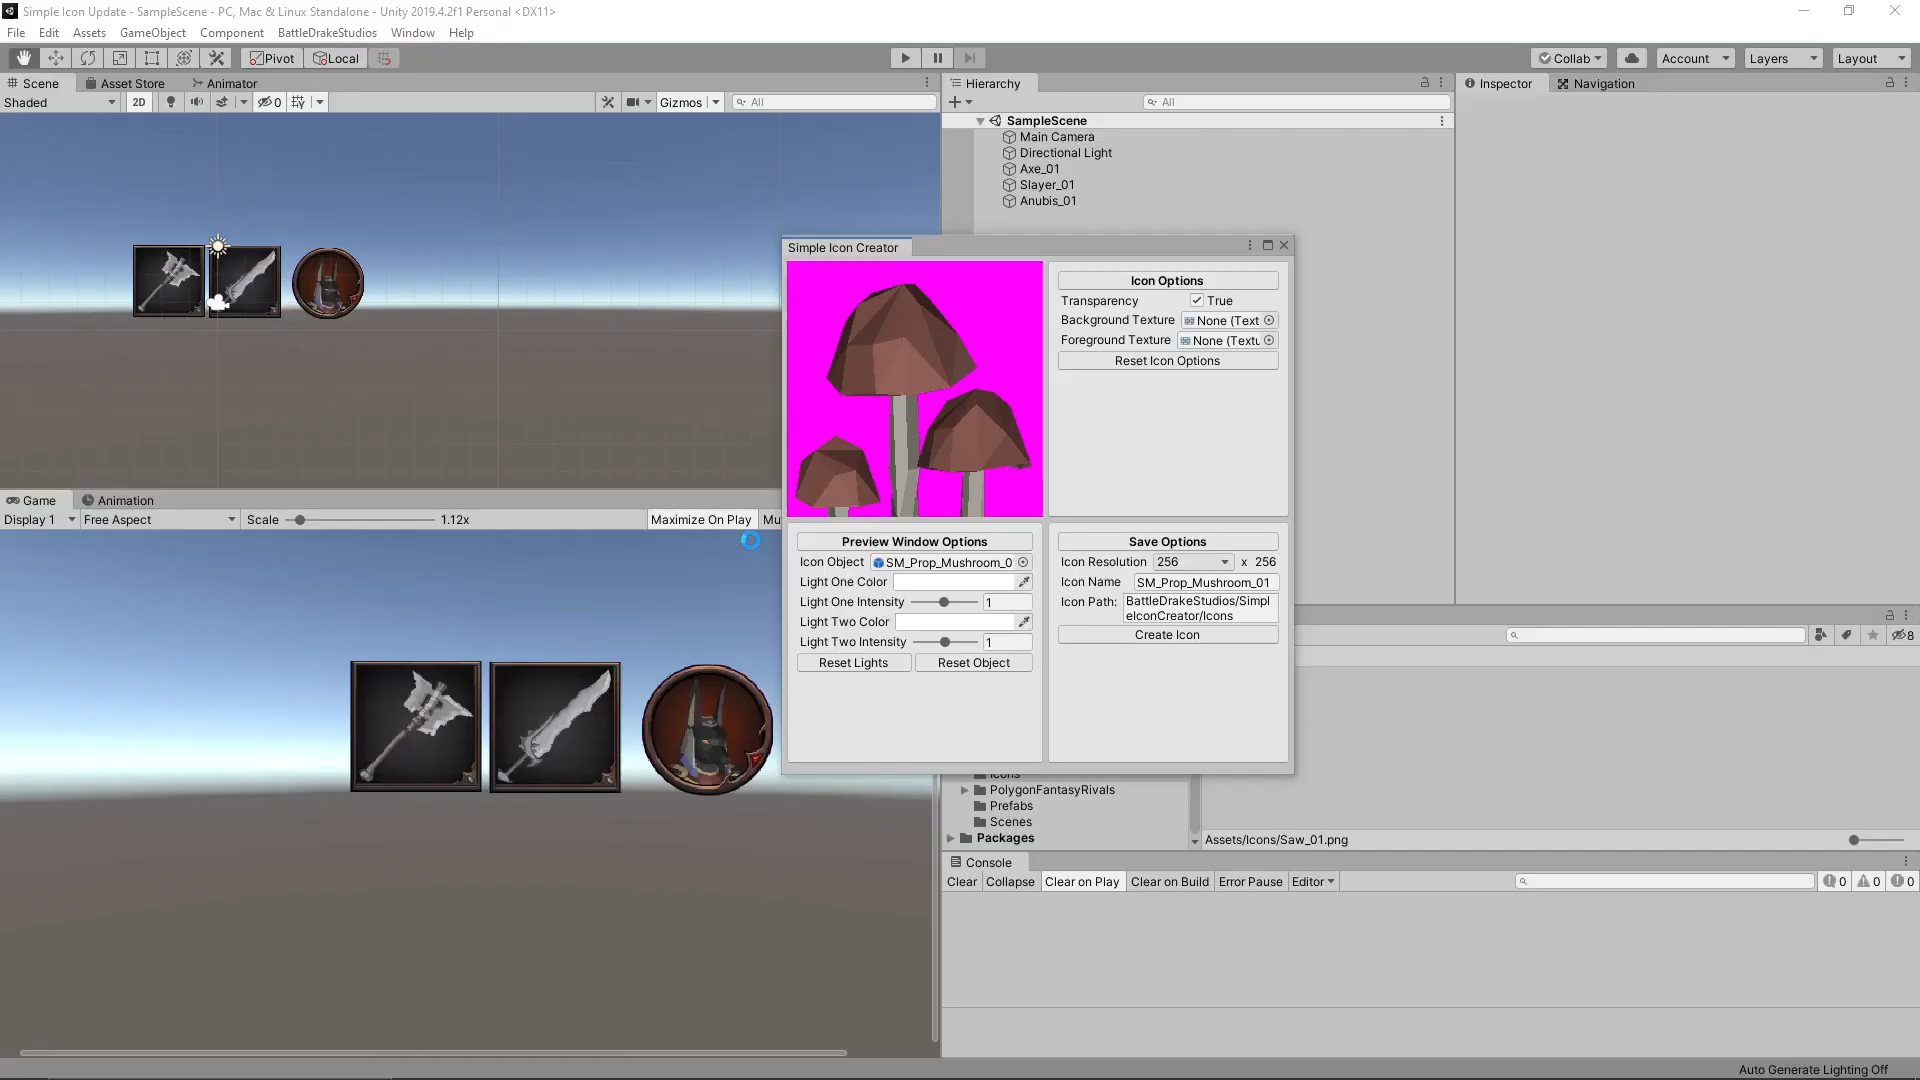 Simple Icon Update - SampleScene - PC, Mac & Linux Standalone - Unity 2019.4.2f1 Personal <DX11>
File Edit Assets GameObject Component BattleDrakeStudios Window Help
Pivot Local Collab Account Layers Layout
Scene Asset Store Animator
Shaded 2D 0 Gizmos All
Hierarchy
All
SampleScene
Main Camera
Directional Light
Axe_01
Slayer_01
Anubis_01
Inspector Navigation
Simple Icon Creator
Icon Options
Transparency True
Background Texture None (Text
Foreground Texture None (Textu
Reset Icon Options
Preview Window Options
Icon Object SM_Prop_Mushroom_0
Light One Color
Light One Intensity 1
Light Two Color
Light Two Intensity 1
Reset Lights Reset Object
Save Options
Icon Resolution 256 x 256
Icon Name SM_Prop_Mushroom_01
Icon Path: BattleDrakeStudios/Simpl
eIconCreator/Icons
Create Icon
Game Animation
Display 1 Free Aspect Scale 1.12x Maximize On Play Mu
8
Icons
PolygonFantasyRivals
Prefabs
Scenes
Packages
Assets/Icons/Saw_01.png
Console
Clear Collapse Clear on Play Clear on Build Error Pause Editor 0 0 0
Auto Generate Lighting Off